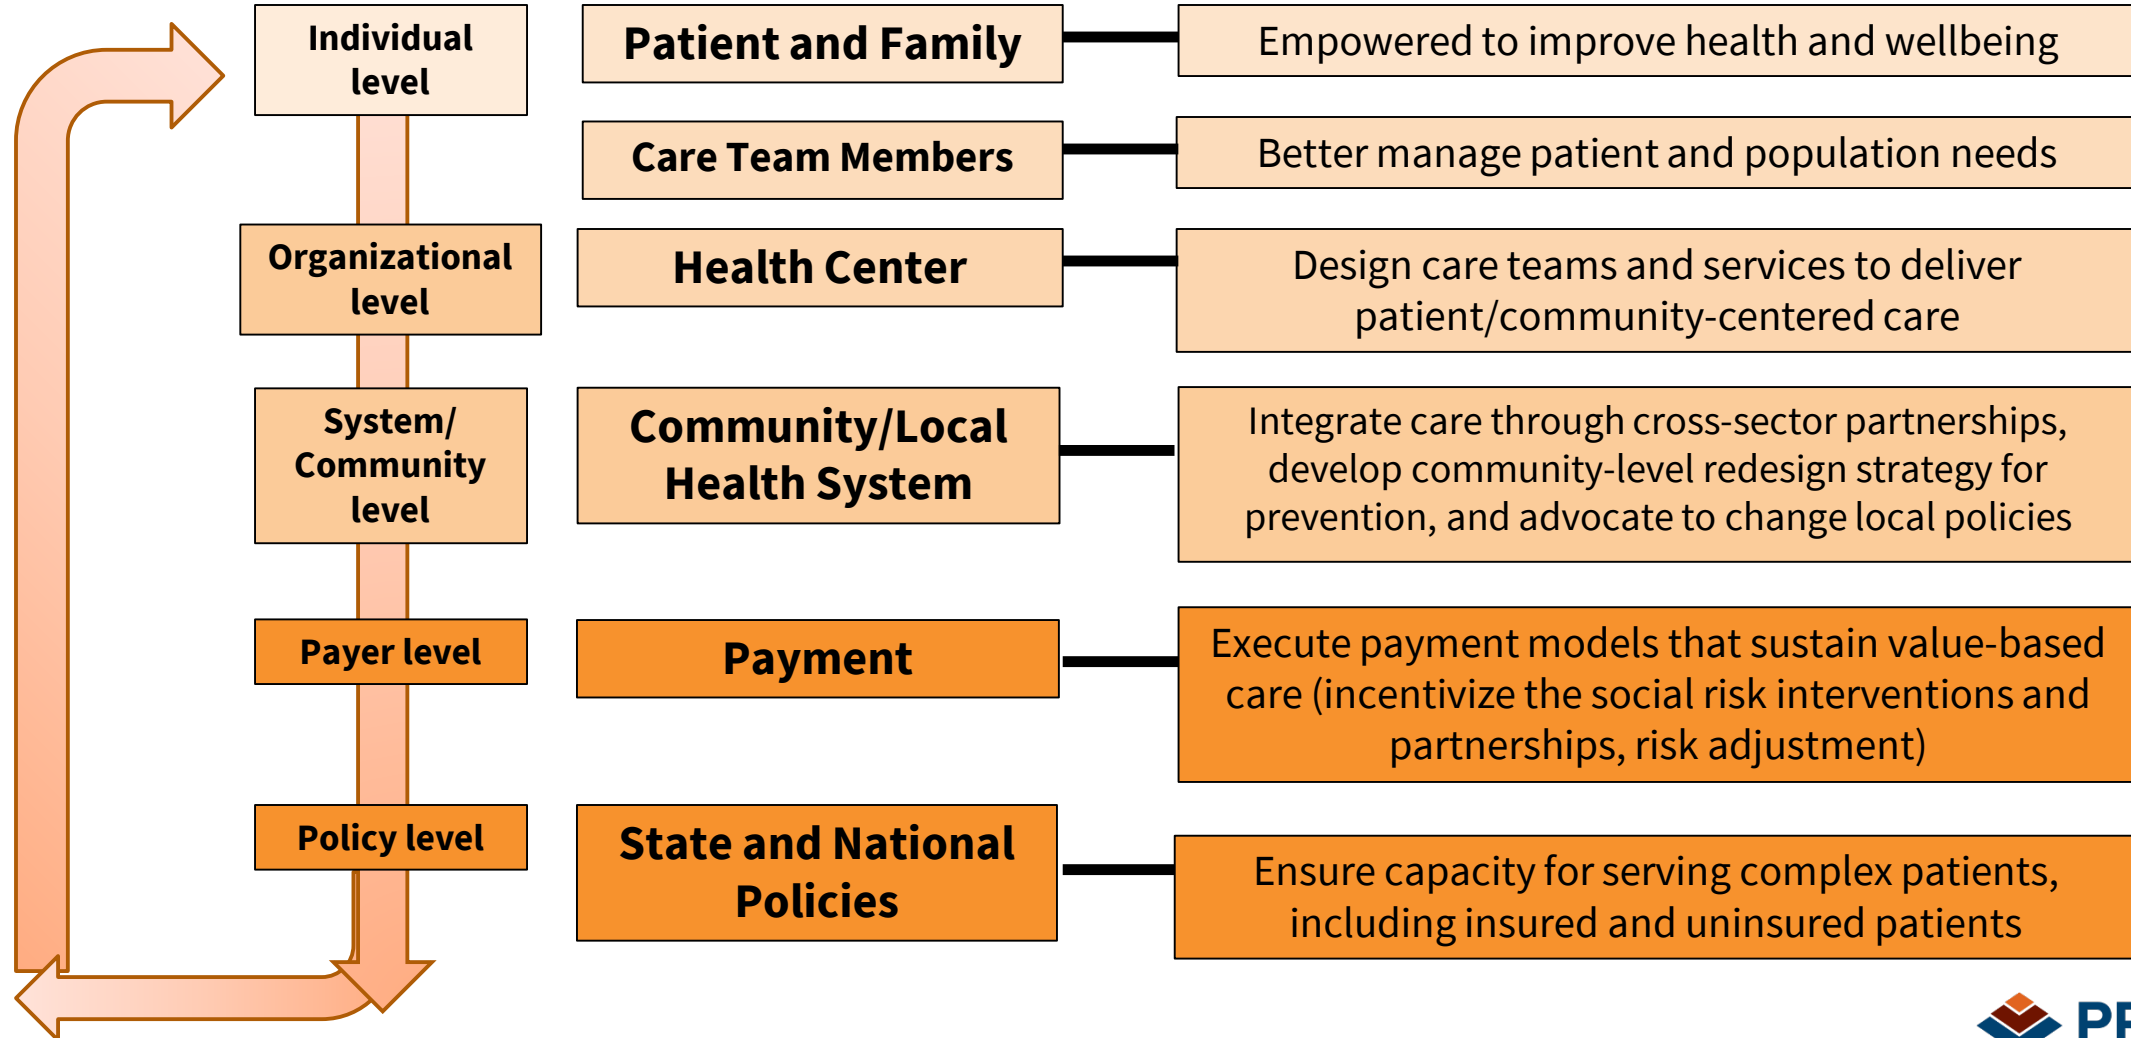 Individual
level
Patient and Family
Empowered to improve health and wellbeing
Care Team Members
Better manage patient and population needs
Organizational
level
Health Center
Design care teams and services to deliver
patient/community-centered care
System/
Community
level
Community/Local
Health System
Integrate care through cross-sector partnerships,
develop community-level redesign strategy for
prevention, and advocate to change local policies
Payer level
Payment
Execute payment models that sustain value-based
care (incentivize the social risk interventions and
partnerships, risk adjustment)
Policy level
State and National
Policies
Ensure capacity for serving complex patients,
including insured and uninsured patients